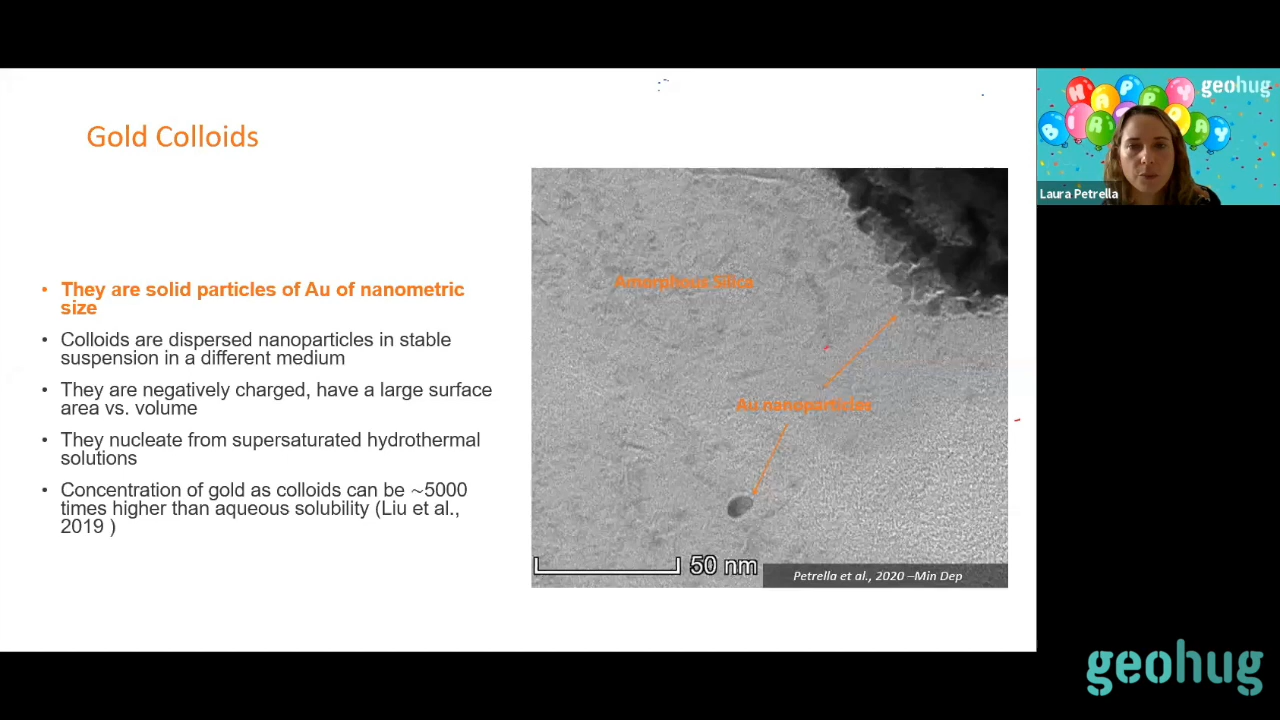 Gold Colloids
• They are solid particles of Au of nanometric
size
• Colloids are dispersed nanoparticles in stable
suspension in a different medium
• They are negatively charged, have a large surface
area vs. volume
• They nucleate from supersaturated hydrothermal
solutions
• Concentration of gold as colloids can be ~5000
times higher than aqueous solubility (Liu et al.,
2019 )
Amorphous Silica
Au nanoparticles
50 nm
Petrella et al., 2020 –Min Dep
geohug
HAPPY
BIRTHDAY
Laura Petrella
geohug